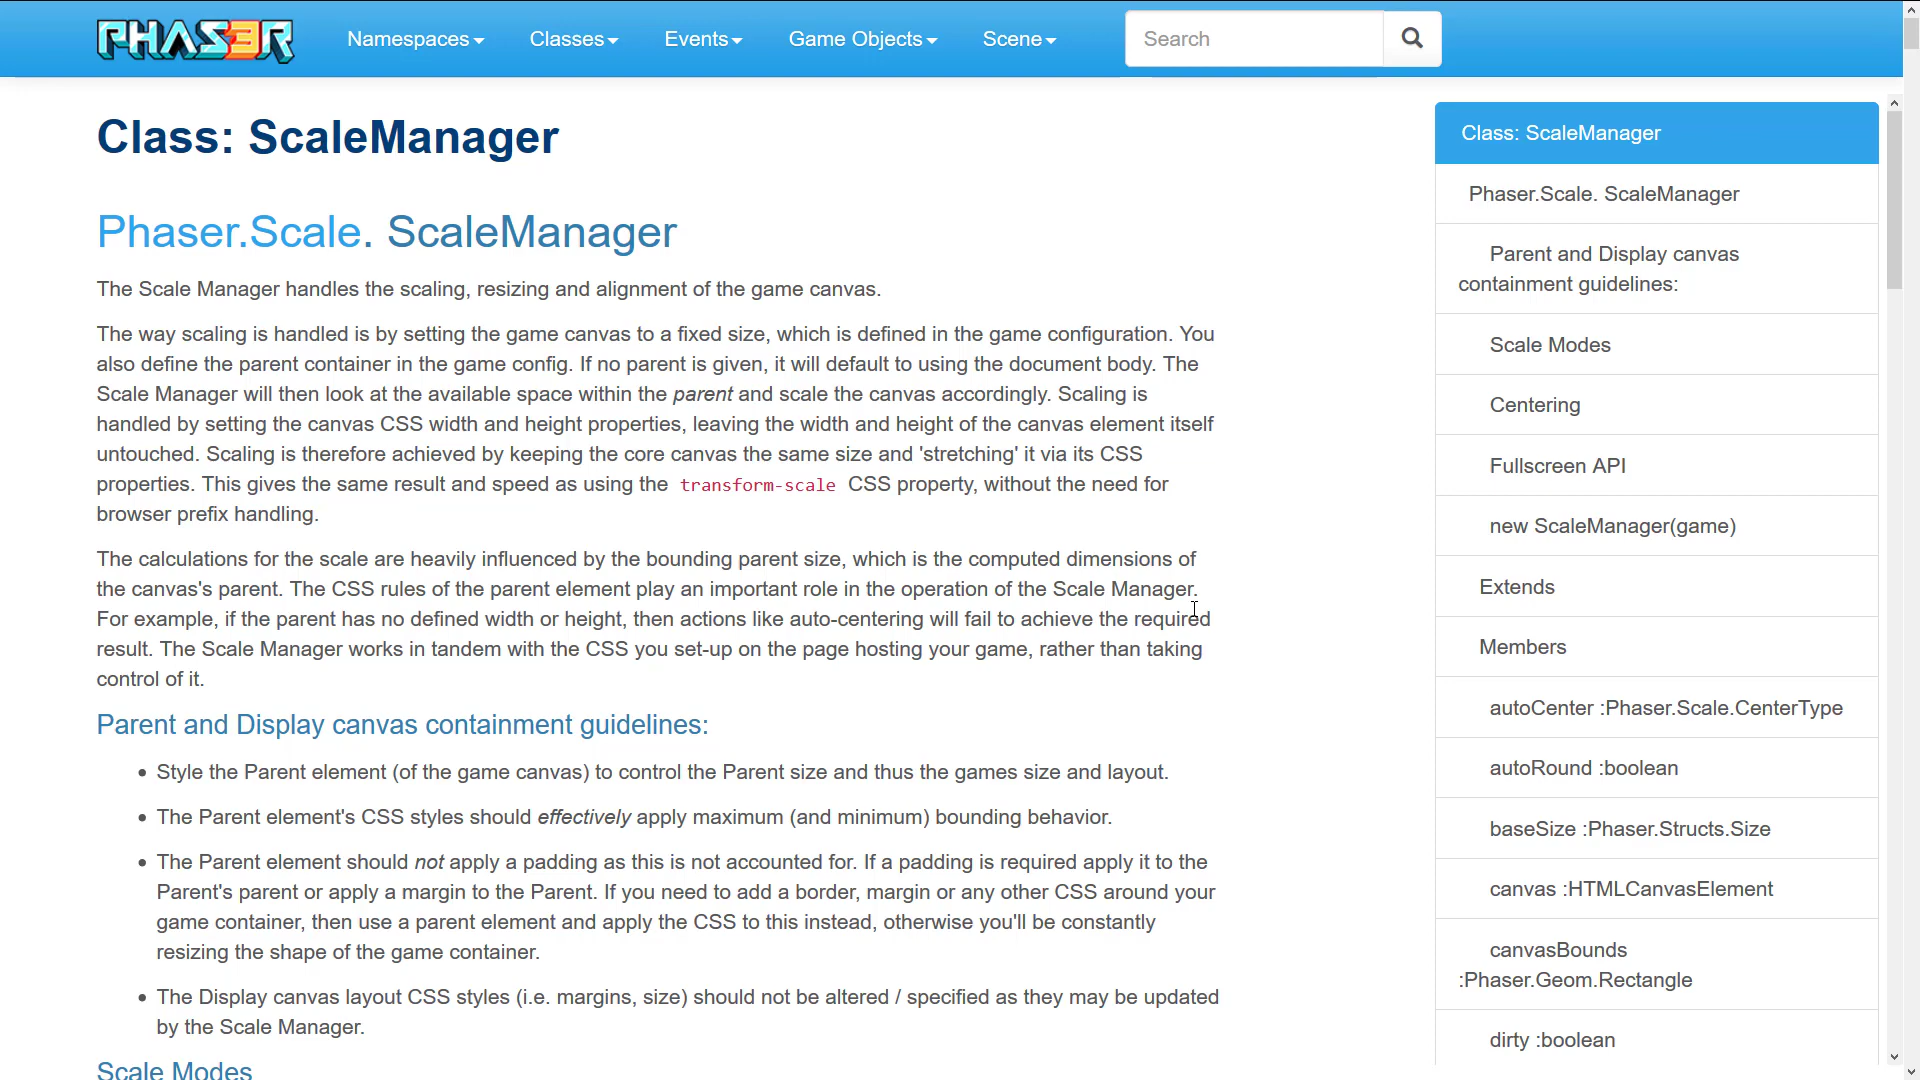 PHASER Namespaces Classes Events Game Objects Scene Search
Class: ScaleManager
Phaser.Scale. ScaleManager
The Scale Manager handles the scaling, resizing and alignment of the game canvas.
The way scaling is handled is by setting the game canvas to a fixed size, which is defined in the game configuration. You
also define the parent container in the game config. If no parent is given, it will default to using the document body. The
Scale Manager will then look at the available space within the parent and scale the canvas accordingly. Scaling is
handled by setting the canvas CSS width and height properties, leaving the width and height of the canvas element itself
untouched. Scaling is therefore achieved by keeping the core canvas the same size and 'stretching' it via its CSS
properties. This gives the same result and speed as using the transform-scale CSS property, without the need for
browser prefix handling.
The calculations for the scale are heavily influenced by the bounding parent size, which is the computed dimensions of
the canvas's parent. The CSS rules of the parent element play an important role in the operation of the Scale Manager.
For example, if the parent has no defined width or height, then actions like auto-centering will fail to achieve the required
result. The Scale Manager works in tandem with the CSS you set-up on the page hosting your game, rather than taking
control of it.
Parent and Display canvas containment guidelines:
• Style the Parent element (of the game canvas) to control the Parent size and thus the games size and layout.
• The Parent element's CSS styles should effectively apply maximum (and minimum) bounding behavior.
• The Parent element should not apply a padding as this is not accounted for. If a padding is required apply it to the
Parent's parent or apply a margin to the Parent. If you need to add a border, margin or any other CSS around your
game container, then use a parent element and apply the CSS to this instead, otherwise you'll be constantly
resizing the shape of the game container.
• The Display canvas layout CSS styles (i.e. margins, size) should not be altered / specified as they may be updated
by the Scale Manager.
Scale Modes
Class: ScaleManager
Phaser.Scale. ScaleManager
Parent and Display canvas
containment guidelines:
Scale Modes
Centering
Fullscreen API
new ScaleManager(game)
Extends
Members
autoCenter :Phaser.Scale.CenterType
autoRound :boolean
baseSize :Phaser.Structs.Size
canvas :HTMLCanvasElement
canvasBounds
:Phaser.Geom.Rectangle
dirty :boolean